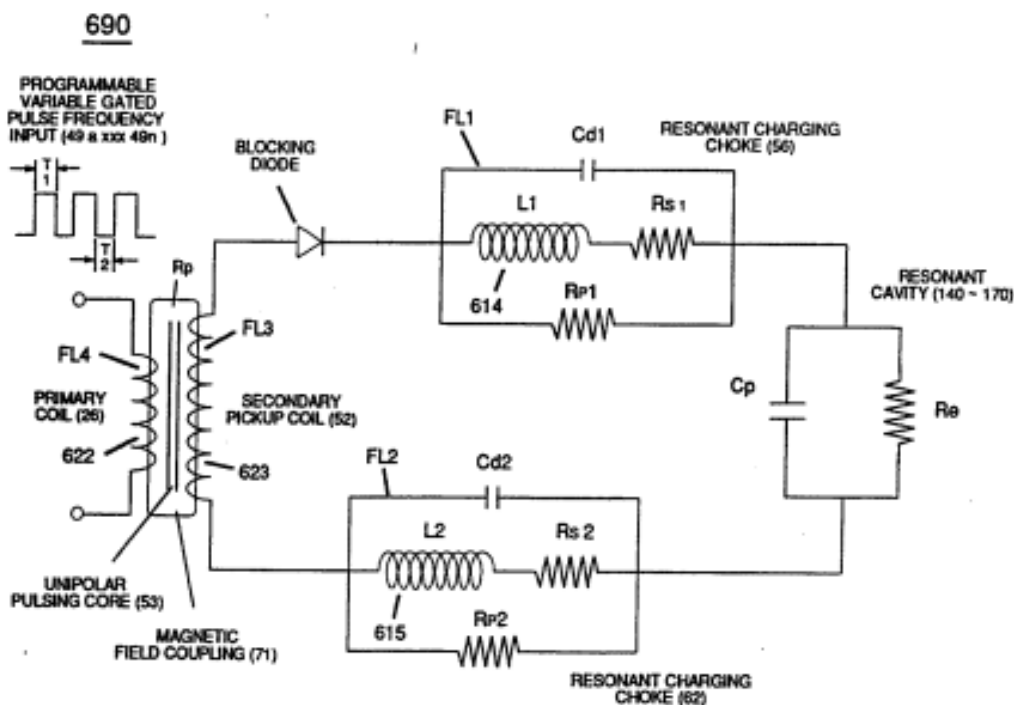 690
PROGRAMMABLE
VARIABLE GATED
PULSE FREQUENCY
INPUT (49 a xxx 49n)
T
1
T
2
BLOCKING
DIODE
FL1
Cd1
RESONANT CHARGING
CHOKE (56)
L1
Rs 1
614
Rp1
RESONANT
CAVITY (140 ~ 170)
Rp
FL4
FL3
PRIMARY
COIL (26)
SECONDARY
PICKUP COIL (52)
622
623
Cp
Re
FL2
Cd2
L2
Rs 2
615
Rp2
UNIPOLAR
PULSING CORE (53)
MAGNETIC
FIELD COUPLING (71)
RESONANT CHARGING
CHOKE (62)